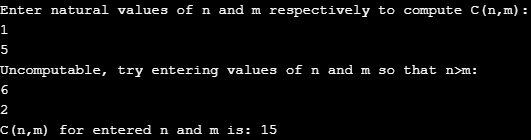 Enter natural values of n and m respectively to compute C(n,m):
1
5
Uncomputable, try entering values of n and m so that n>m:
6
2
C(n,m) for entered n and m is: 15